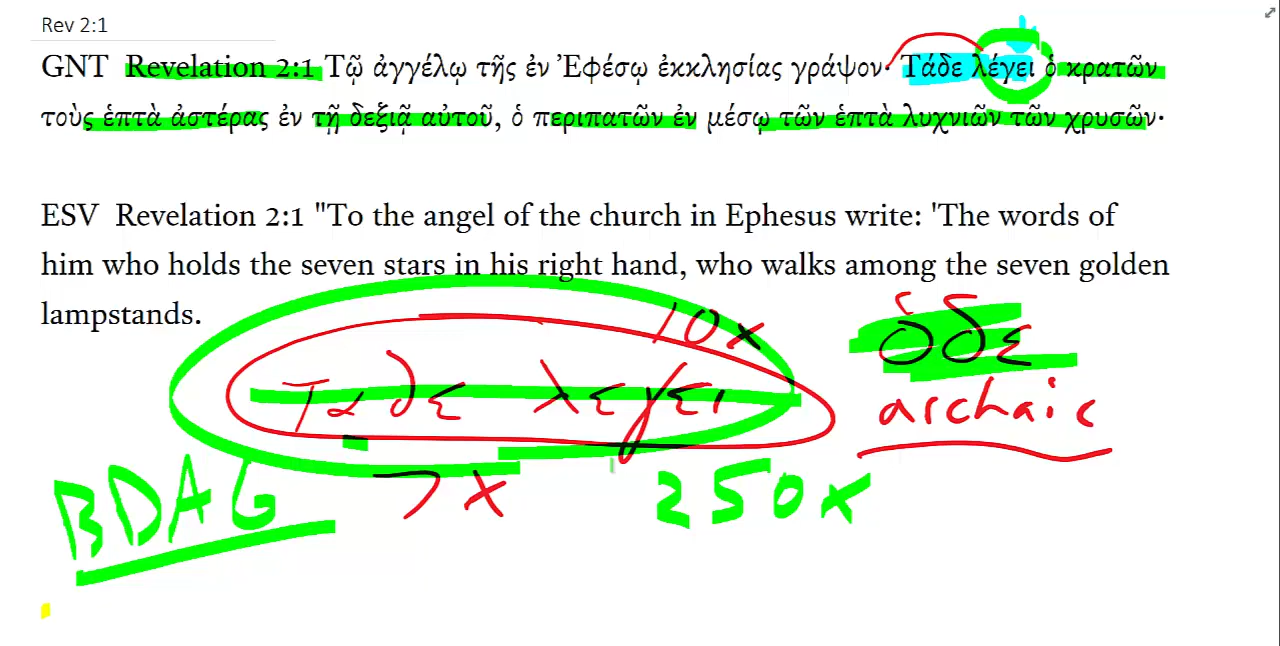 Rev 2:1
GNT Revelation 2:1 Τῷ ἀγγέλῳ τῆς ἐν Ἐφέσῳ ἐκκλησίας γράψον· Τάδε λέγει ὁ κρατῶν
τοὺς ἑπτὰ ἀστέρας ἐν τῇ δεξιᾷ αὐτοῦ, ὁ περιπατῶν ἐν μέσῳ τῶν ἑπτὰ λυχνιῶν τῶν χρυσῶν·
ESV Revelation 2:1 "To the angel of the church in Ephesus write: 'The words of
him who holds the seven stars in his right hand, who walks among the seven golden
lampstands.
10x
ὅδε
Ταδε λεγει
archaic
BDAG 7x 250x